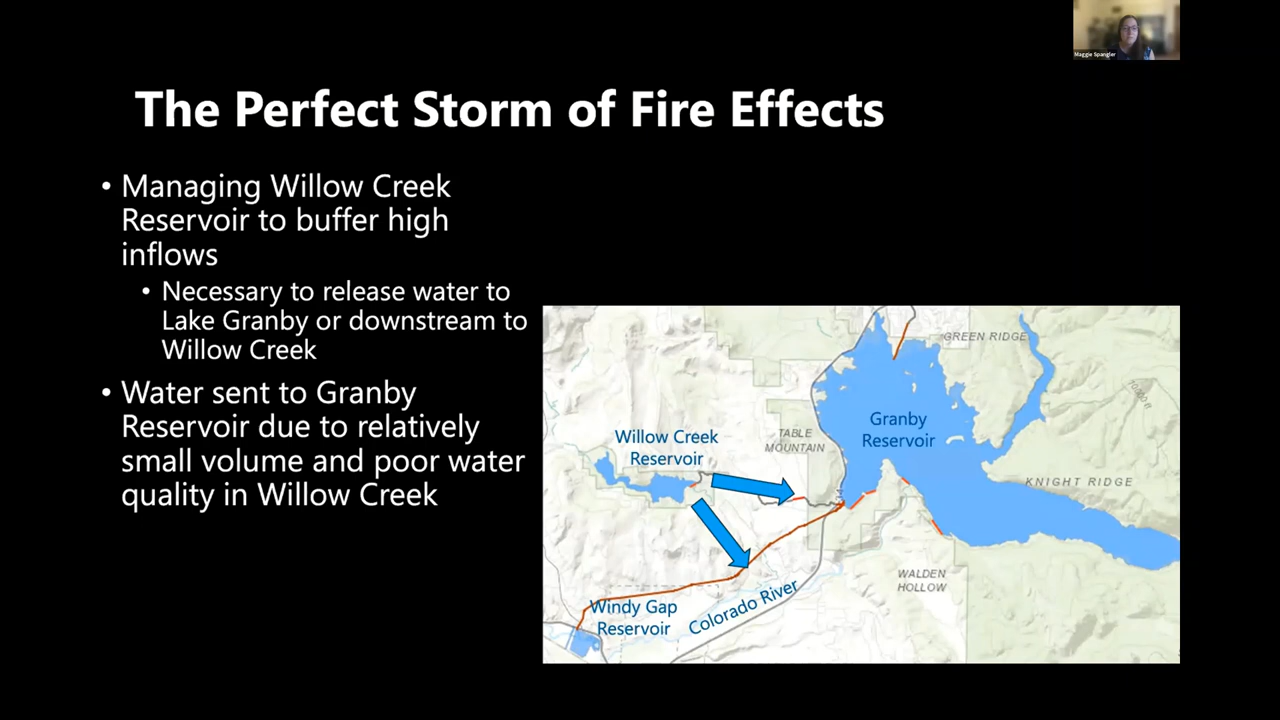 Maggie Spangler
The Perfect Storm of Fire Effects
• Managing Willow Creek
Reservoir to buffer high
inflows
• Necessary to release water to
Lake Granby or downstream to
Willow Creek
• Water sent to Granby
Reservoir due to relatively
small volume and poor water
quality in Willow Creek
GREEN RIDGE
Granby
Reservoir
TABLE
MOUNTAIN
Willow Creek
Reservoir
KNIGHT RIDGE
WALDEN
HOLLOW
Windy Gap
Reservoir
Colorado River